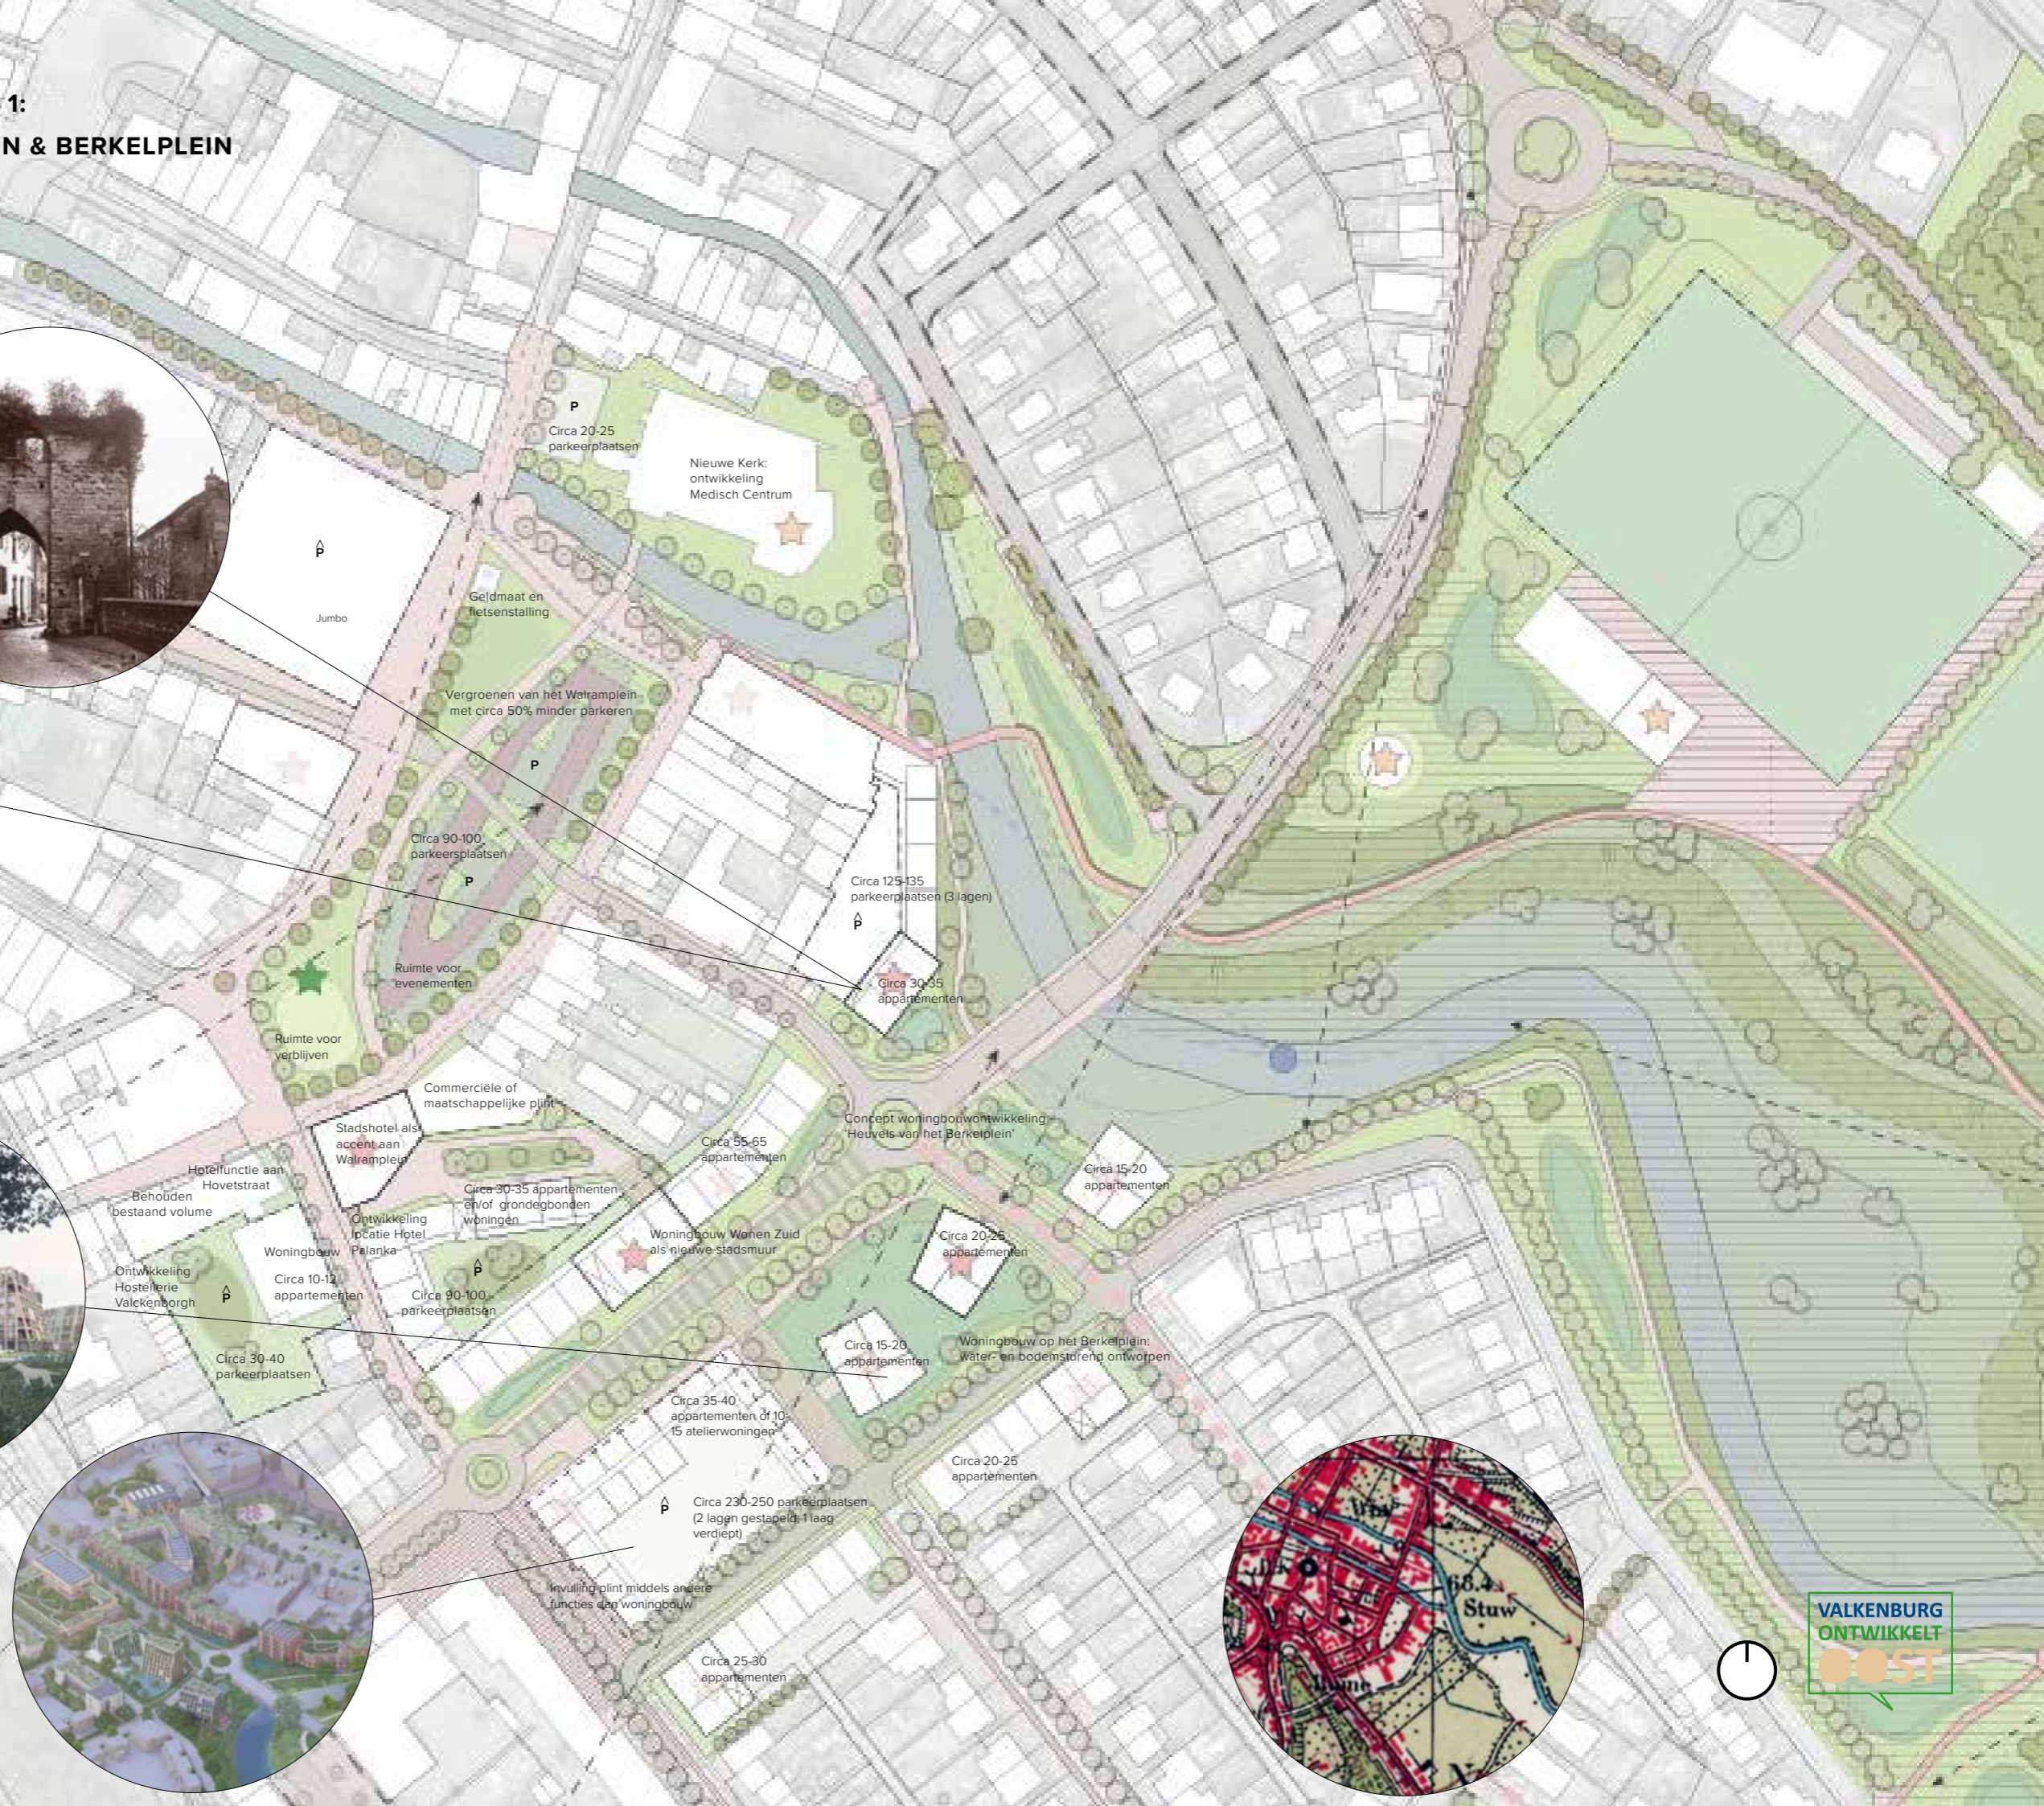 1:
N & BERKELPLEIN
P
Circa 20-25
parkeerplaatsen
Nieuwe Kerk:
ontwikkeling
Medisch Centrum
P
Jumbo
Geldmaat en
fietsenstalling
Vergroenen van het Walramplein
met circa 50% minder parkeren
P
Circa 90-100
parkeersplaatsen
P
Circa 125-135
parkeerplaatsen (3 lagen)
P
Ruimte voor
evenementen
Circa 30-35
appartementen
Ruimte voor
verblijven
Commerciële of
maatschappelijke plint
Stadshotel als
accent aan
Walramplein
Concept woningbouwontwikkeling
'Heuvels van het Berkelplein'
Circa 55-65
appartementen
Circa 15-20
appartementen
Hotelfunctie aan
Hovetstraat
Behouden
bestaand volume
Circa 30-35 appartementen
en/of grondegbonden
woningen
Ontwikkeling
locatie Hotel
Palanka
Woningbouw Wonen Zuid
als nieuwe stadsmuur
Circa 20-25
appartementen
Woningbouw
Circa 10-12
appartementen
Ontwikkeling
Hostellerie
Valckenborgh
P
P
Circa 90-100
parkeerplaatsen
Circa 15-20
appartementen
Woningbouw op het Berkelplein:
water- en bodemsturend ontworpen
Circa 30-40
parkeerplaatsen
Circa 35-40
appartementen of 10-
15 atelierwoningen
Circa 20-25
appartementen
P
Circa 230-250 parkeerplaatsen
(2 lagen gestapeld, 1 laag
verdiept)
Invulling plint middels andere
functies dan woningbouw
Circa 25-30
appartementen
68.4
Stuw
VALKENBURG
ONTWIKKELT
OOST